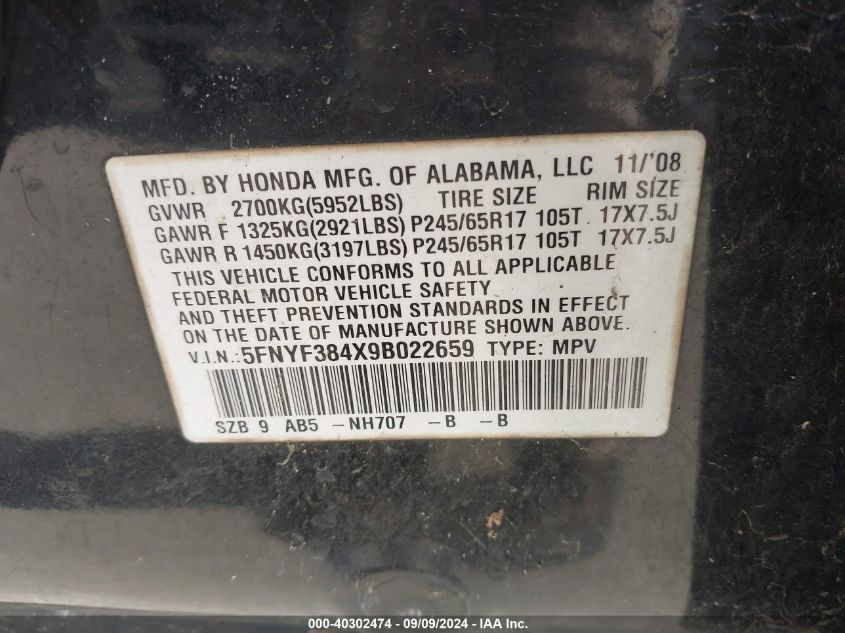 MFD. BY HONDA MFG. OF ALABAMA, LLC 11/'08
GVWR 2700KG(5952LBS) TIRE SIZE RIM SIZE
GAWR F 1325KG(2921LBS) P245/65R17 105T 17X7.5J
GAWR R 1450KG(3197LBS) P245/65R17 105T 17X7.5J
THIS VEHICLE CONFORMS TO ALL APPLICABLE
FEDERAL MOTOR VEHICLE SAFETY
AND THEFT PREVENTION STANDARDS IN EFFECT
ON THE DATE OF MANUFACTURE SHOWN ABOVE.
V.I.N.: 5FNYF384X9B022659 TYPE: MPV
SZB 9 AB5 -NH707 -B -B
000-40302474 - 09/09/2024 - IAA Inc.